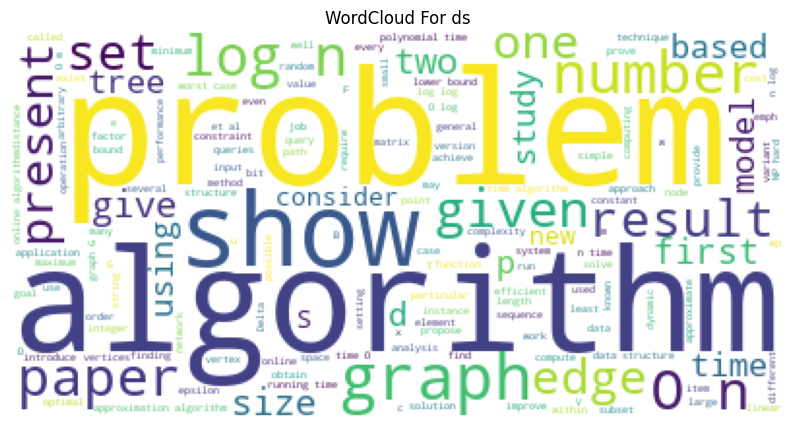 WordCloud For ds
problem
algorithm
show
graph
number
paper
present
log n
set
one
given
result
edge
O n
tree
give
two
based
study
model
first
time
size
using
consider
new
p
d
s
called
minimum
well
every
polynomial time
technique
prove
exist
random
value
small
lower bound
log log
cost
n log
worst case
even
O log
general
emph
factor
bound
et al
constraint
job
query
path
matrix
version
achieve
simple
computing
variant
NP hard
provide
queries
require
performance
arbitrary
operation
distance
online algorithm
several
input
bit
method
structure
may
point
time algorithm
approach
node
constant
complexity
application
many
maximum
graph G
use
goal
string
order
integer
possible
case
system
function
n time
run
solve
particular
efficient
length
instance
used
known
least
dynamic
approximate
sequence
setting
Delta
element
propose
work
data
network
introduce
vertices
finding
vertex
online
space
time O
analysis
find
compute
data structure
obtain
running time
epsilon
optimal
approximation algorithm
solution
improve
within
subset
item
large
linear
different